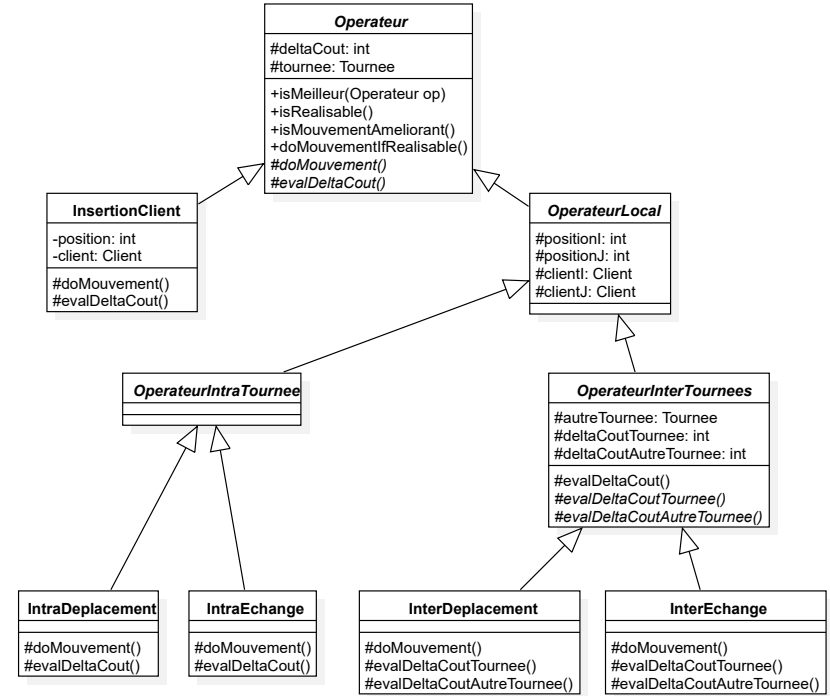 Operateur
#deltaCout: int
#tournee: Tournee
+isMeilleur(Operateur op)
+isRealisable()
+isMouvementAmeliorant()
+doMouvementIfRealisable()
#doMouvement()
#evalDeltaCout()
InsertionClient
-position: int
-client: Client
#doMouvement()
#evalDeltaCout()
OperateurLocal
#positionI: int
#positionJ: int
#clientI: Client
#clientJ: Client
OperateurIntraTournee
OperateurInterTournees
#autreTournee: Tournee
#deltaCoutTournee: int
#deltaCoutAutreTournee: int
#evalDeltaCout()
#evalDeltaCoutTournee()
#evalDeltaCoutAutreTournee()
IntraDeplacement
#doMouvement()
#evalDeltaCout()
IntraEchange
#doMouvement()
#evalDeltaCout()
InterDeplacement
#doMouvement()
#evalDeltaCoutTournee()
#evalDeltaCoutAutreTournee()
InterEchange
#doMouvement()
#evalDeltaCoutTournee()
#evalDeltaCoutAutreTournee()